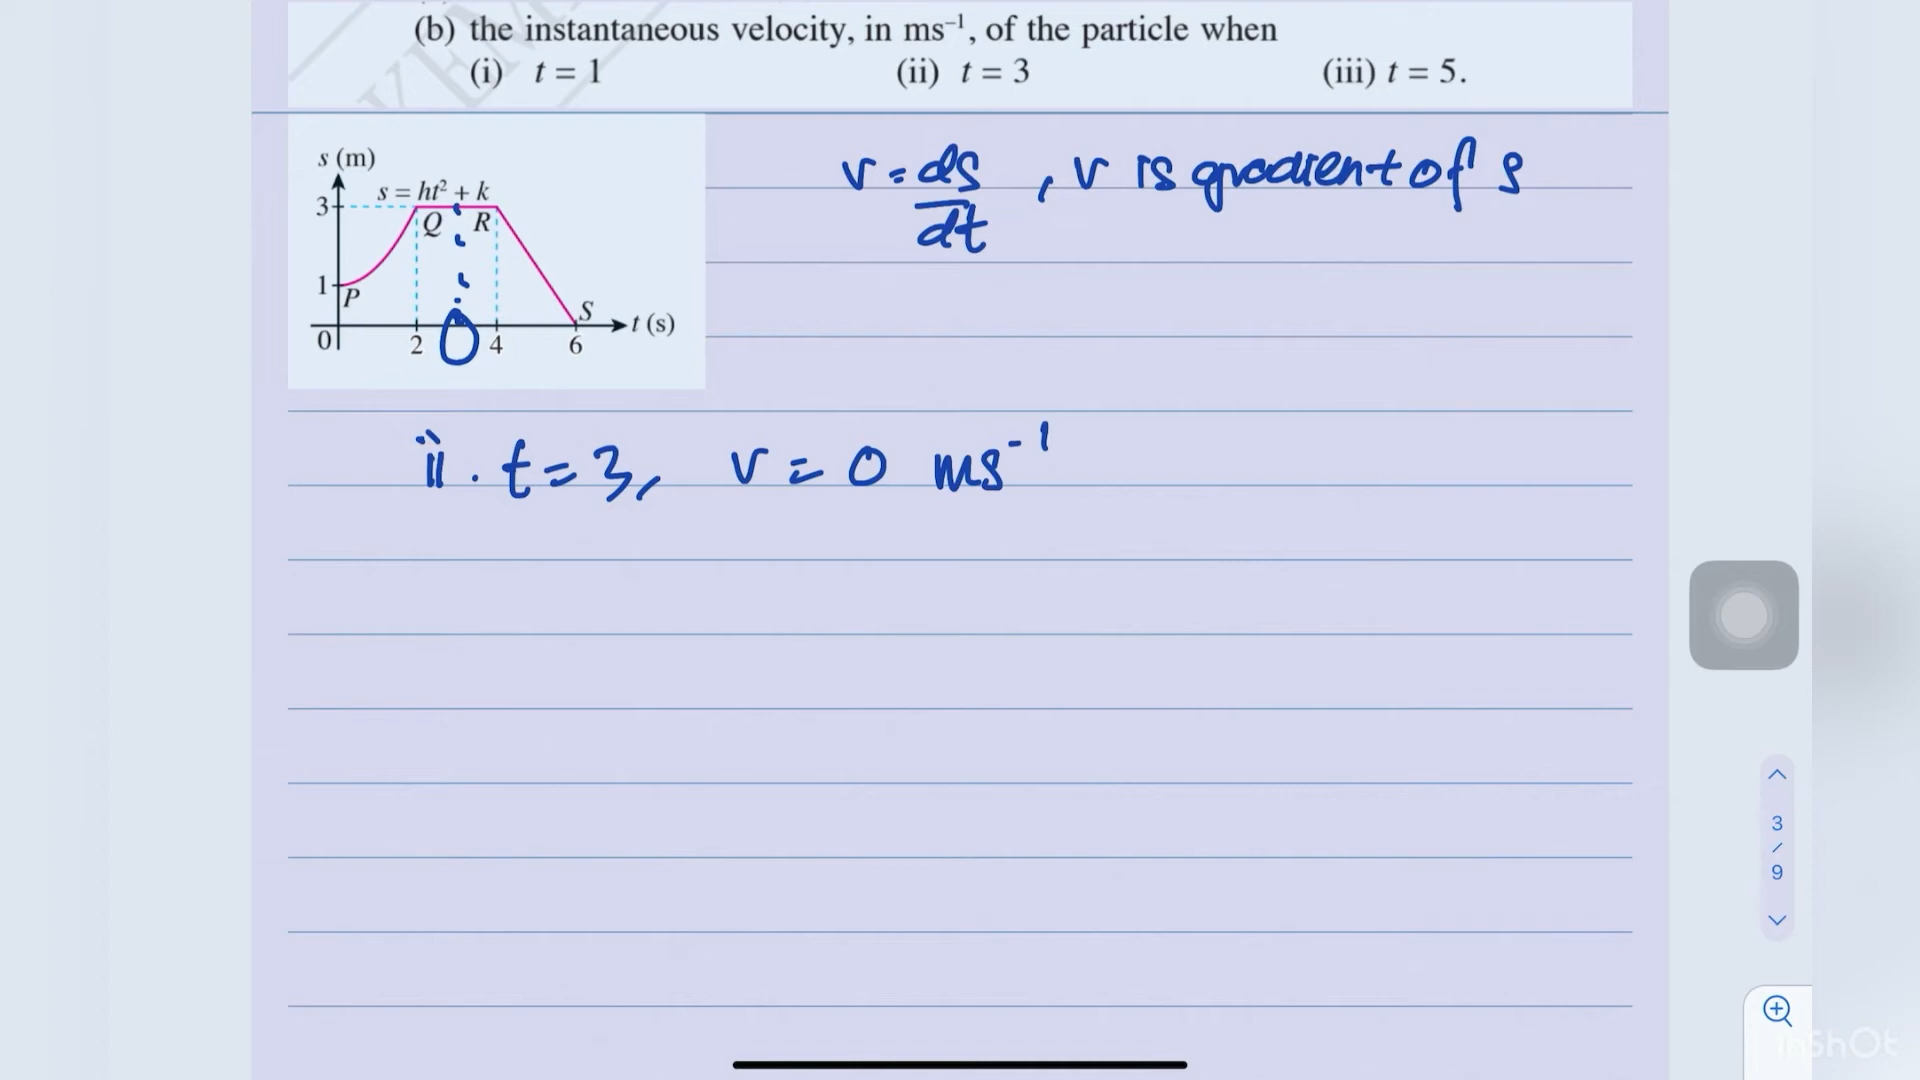 (b) the instantaneous velocity, in ms⁻¹, of the particle when
(i) t = 1 (ii) t = 3 (iii) t = 5.
s (m)
s = ht² + k
3
Q R
1
P
S
t (s)
0 2 4 6
v = ds/dt , v is gradient of s
ii. t = 3, v = 0 ms⁻¹
3
/
9
InShOt